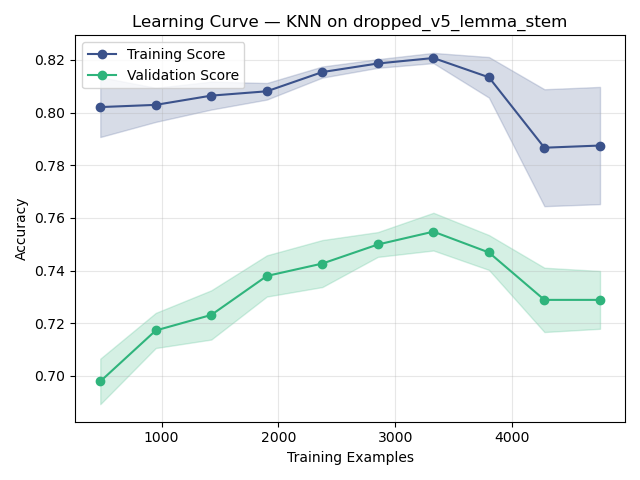 Learning Curve — KNN on dropped_v5_lemma_stem
Training Score
Validation Score
Accuracy
0.82
0.80
0.78
0.76
0.74
0.72
0.70
1000 2000 3000 4000
Training Examples